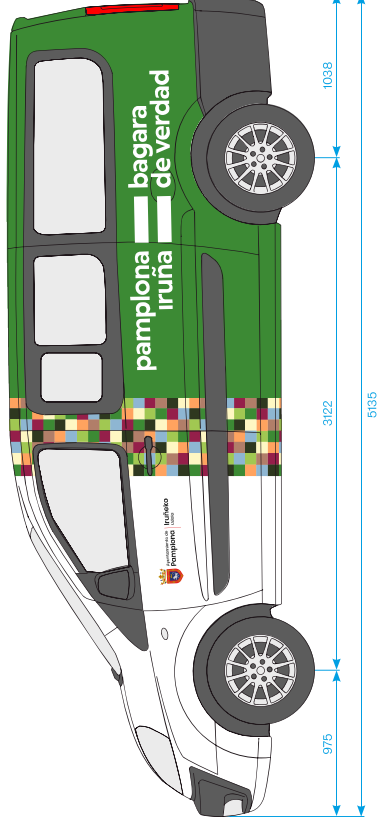 pamplona
iruña
=
bagara
de verdad
Ayuntamiento de
Pamplona
Iruñeko
Udala
975
3122
1038
5135